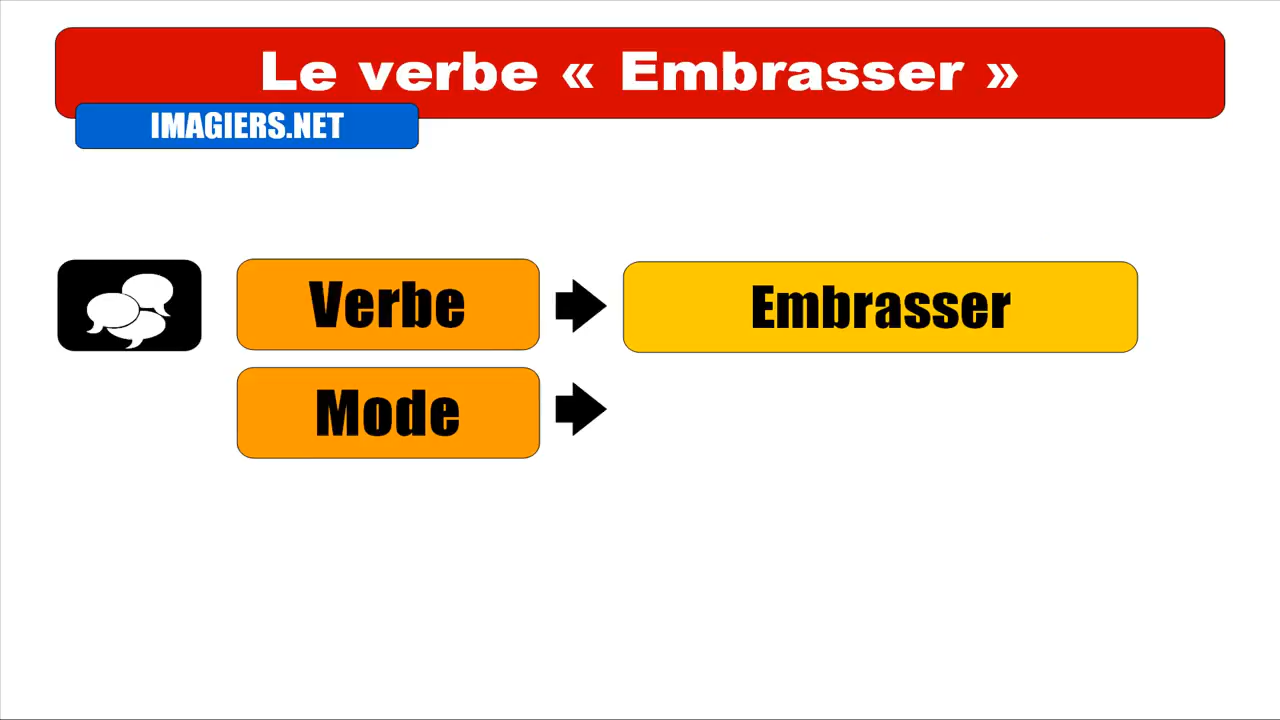 Le verbe « Embrasser »
IMAGIERS.NET
Verbe
Embrasser
Mode